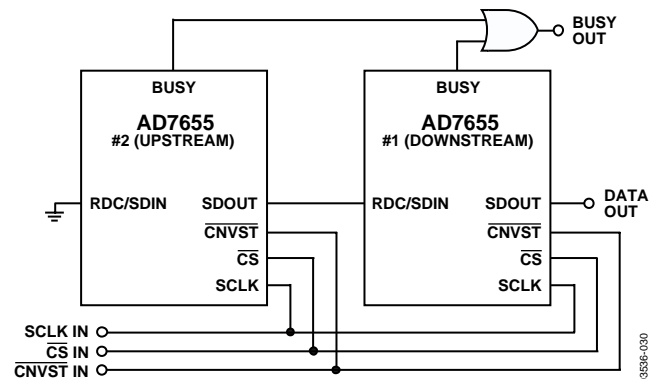 BUSY
OUT
BUSY
AD7655
#2 (UPSTREAM)
RDC/SDIN
SDOUT
CNVST
CS
SCLK
BUSY
AD7655
#1 (DOWNSTREAM)
RDC/SDIN
SDOUT
CNVST
CS
SCLK
DATA
OUT
SCLK IN
CS IN
CNVST IN
03536-030